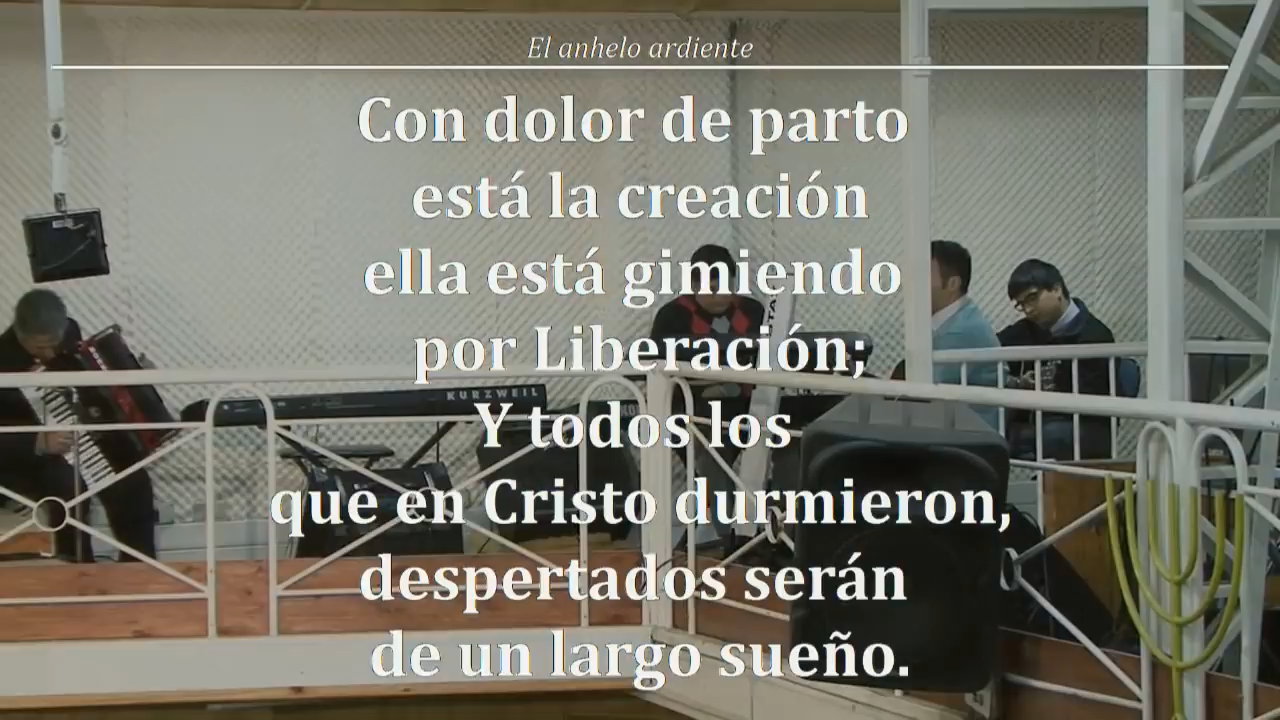 El anhelo ardiente
Con dolor de parto
está la creación
ella está gimiendo
por Liberación;
KURZWEIL
Y todos los
que en Cristo durmieron,
despertados serán
de un largo sueño.